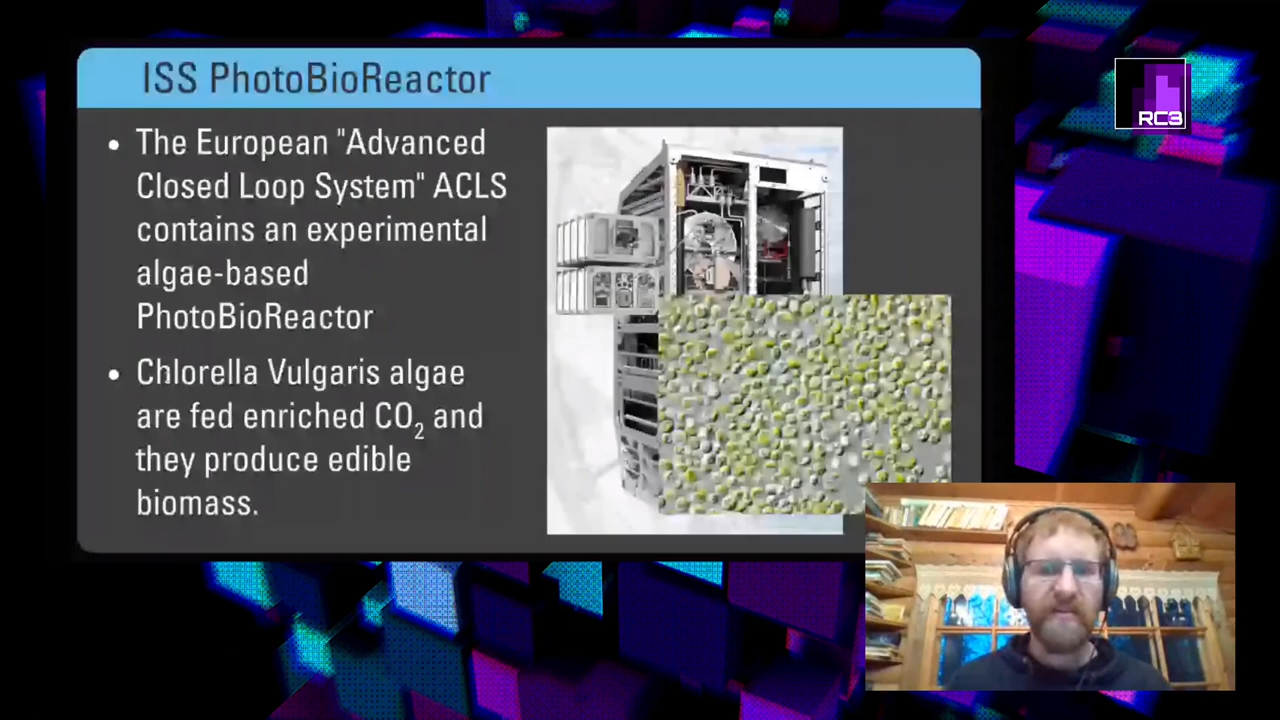 ISS PhotoBioReactor
RC3
• The European "Advanced
Closed Loop System" ACLS
contains an experimental
algae-based
PhotoBioReactor
• Chlorella Vulgaris algae
are fed enriched CO₂ and
they produce edible
biomass.